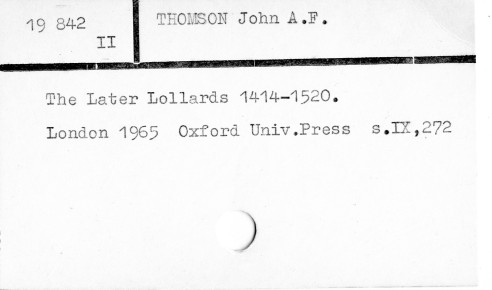 19 842
II
THOMSON John A.F.
The Later Lollards 1414-1520.
London 1965 Oxford Univ.Press s.IX,272